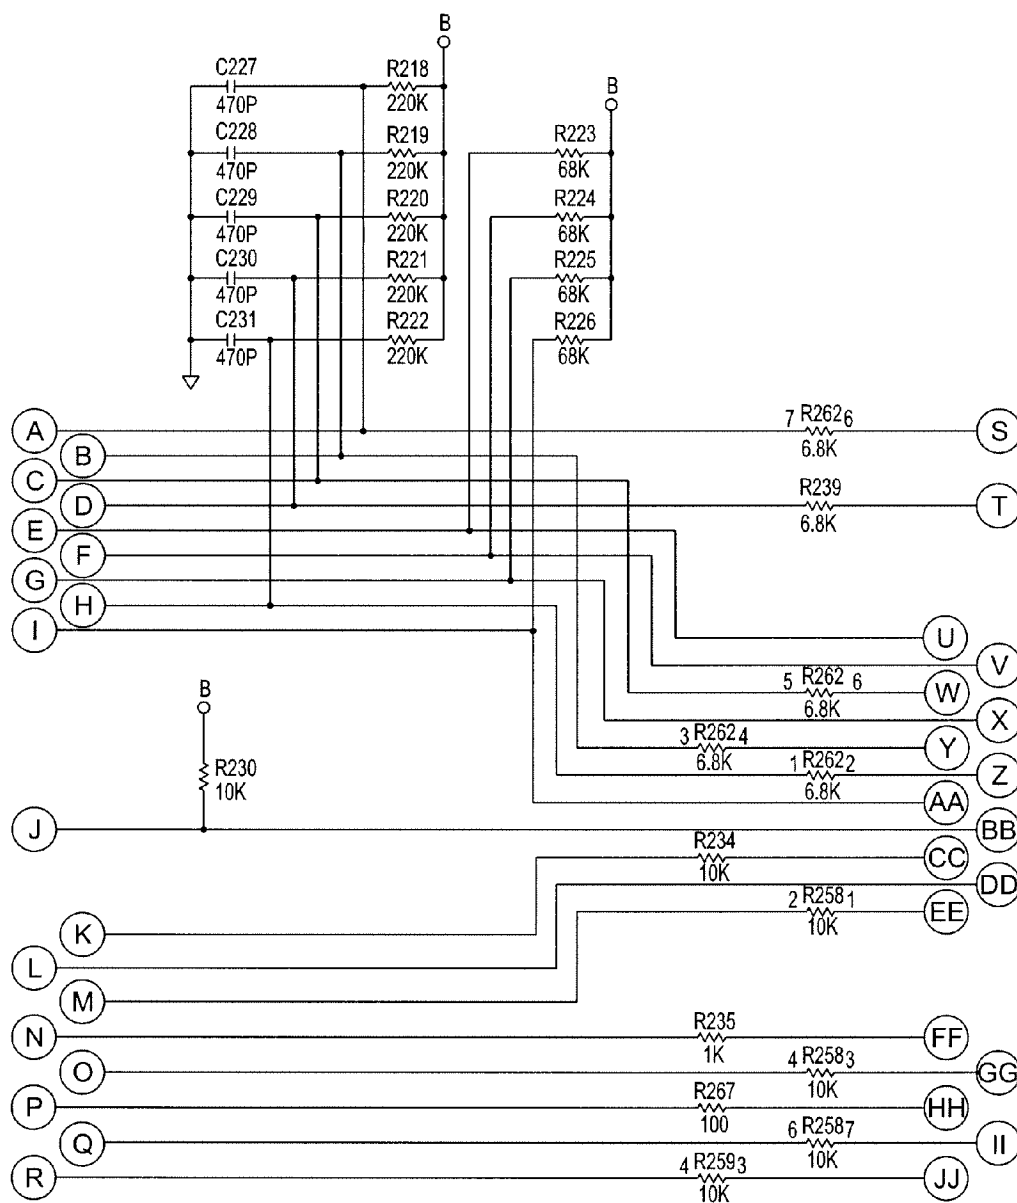 B
C227 R218
470P 220K
B
C228 R219 R223
470P 220K 68K
C229 R220 R224
470P 220K 68K
C230 R221 R225
470P 220K 68K
C231 R222 R226
470P 220K 68K
A 7 R262 6 S
6.8K
B
C
D R239 T
6.8K
E
F
G
H
I
U
V
5 R262 6 W
6.8K
B
X
3 R262 4 Y
6.8K
R230
10K
1 R262 2 Z
6.8K
AA
J BB
R234 CC
10K
DD
2 R258 1 EE
10K
K
L
M
N R235 FF
1K
O 4 R258 3 GG
10K
P R267 HH
100
Q 6 R258 7 II
10K
R 4 R259 3 JJ
10K